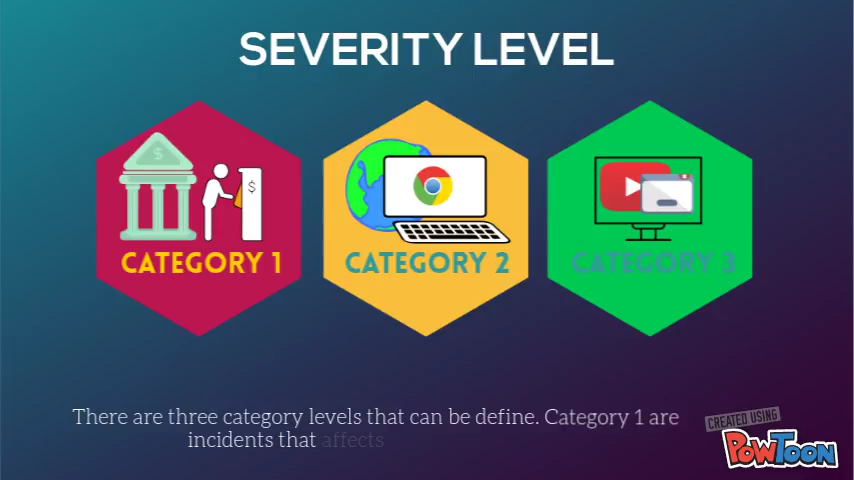 SEVERITY LEVEL
$
$
CATEGORY 1
CATEGORY 2
CATEGORY 3
There are three category levels that can be define. Category 1 are
incidents that affects
CREATED USING
POWTOON